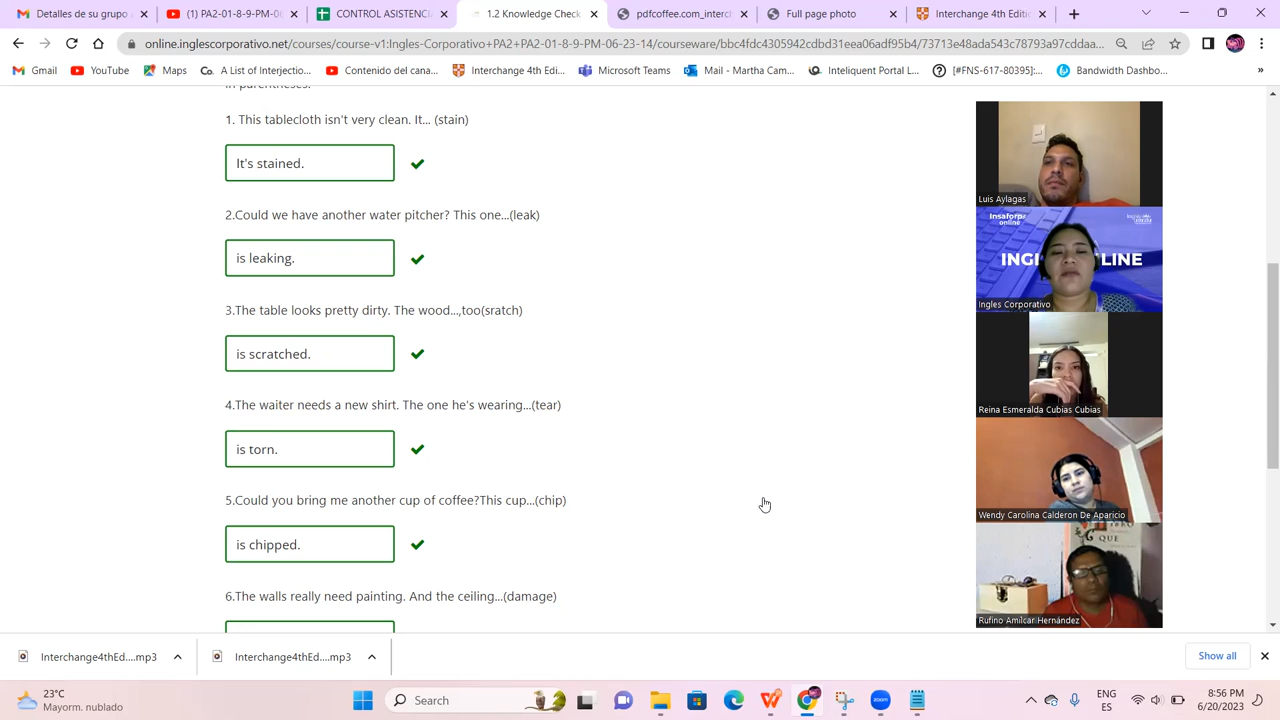 Detalles de su grupo
(1) PA2-01-8-9-PM-0
CONTROL ASISTENC
1.2 Knowledge Check
pdfcoffee.com_interc
Full page photo
Interchange 4th Edi
online.inglescorporativo.net/courses/course-v1:Ingles-Corporativo+PA2+PA2-01-8-9-PM-06-23-14/courseware/bbc4fdc4305942cdbd31eea06adf95b4/73713e48ada543c78793a97cddaa...
Gmail
YouTube
Maps
A List of Interjectio...
Contenido del cana...
Interchange 4th Edi...
Microsoft Teams
Mail - Martha Cam...
Inteliquent Portal L...
[#FNS-617-80395]:...
Bandwidth Dashbo...
»
in parentheses.
1. This tablecloth isn't very clean. It... (stain)
It's stained.
2.Could we have another water pitcher? This one...(leak)
is leaking.
3.The table looks pretty dirty. The wood...,too(sratch)
is scratched.
4.The waiter needs a new shirt. The one he's wearing...(tear)
is torn.
5.Could you bring me another cup of coffee?This cup...(chip)
is chipped.
6.The walls really need painting. And the ceiling...(damage)
Luis Aylagas
Insaforp
online
Ingles Corporativo
Reina Esmeralda Cubias Cubias
Wendy Carolina Calderon De Aparicio
QUE
Rufino Amilcar Hernández
Interchange4thEd....mp3
Interchange4thEd....mp3
Show all
23°C
Mayorm. nublado
Search
ENG
ES
8:56 PM
6/20/2023